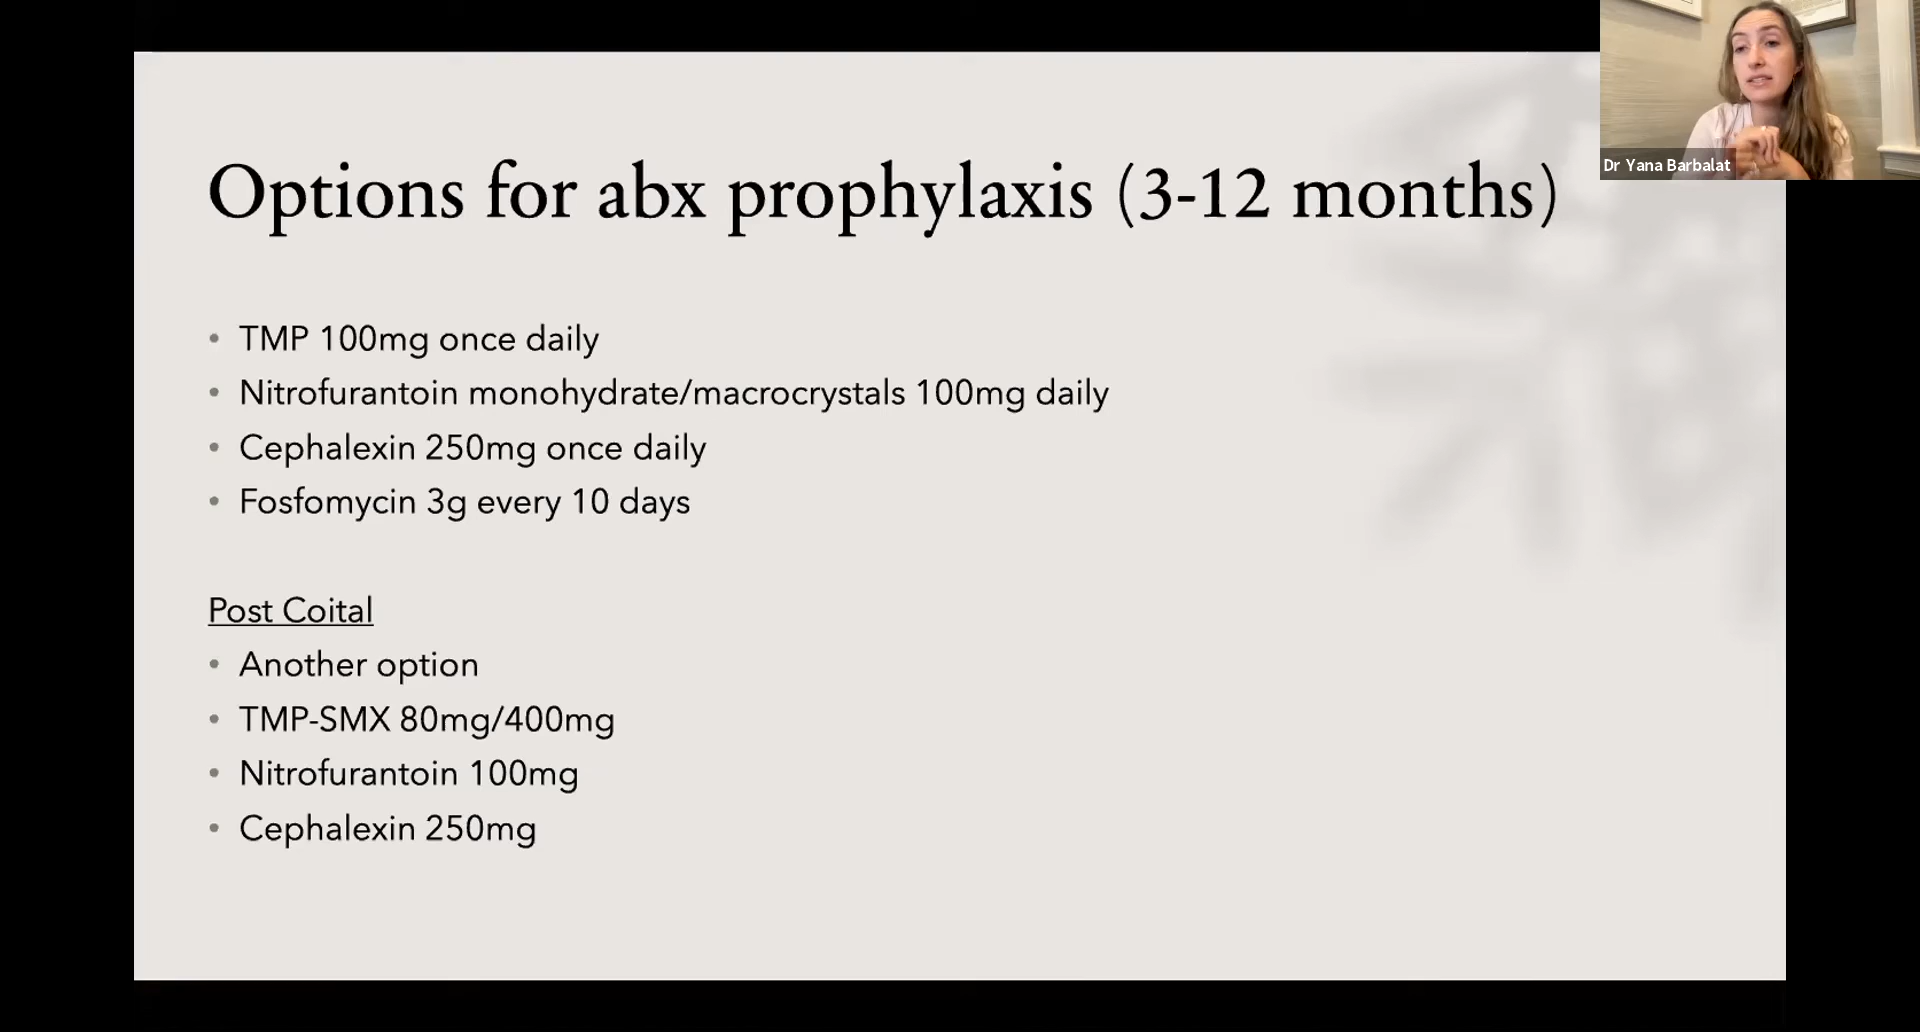 Dr Yana Barbalat
Options for abx prophylaxis (3-12 months)
• TMP 100mg once daily
• Nitrofurantoin monohydrate/macrocrystals 100mg daily
• Cephalexin 250mg once daily
• Fosfomycin 3g every 10 days
Post Coital
• Another option
• TMP-SMX 80mg/400mg
• Nitrofurantoin 100mg
• Cephalexin 250mg